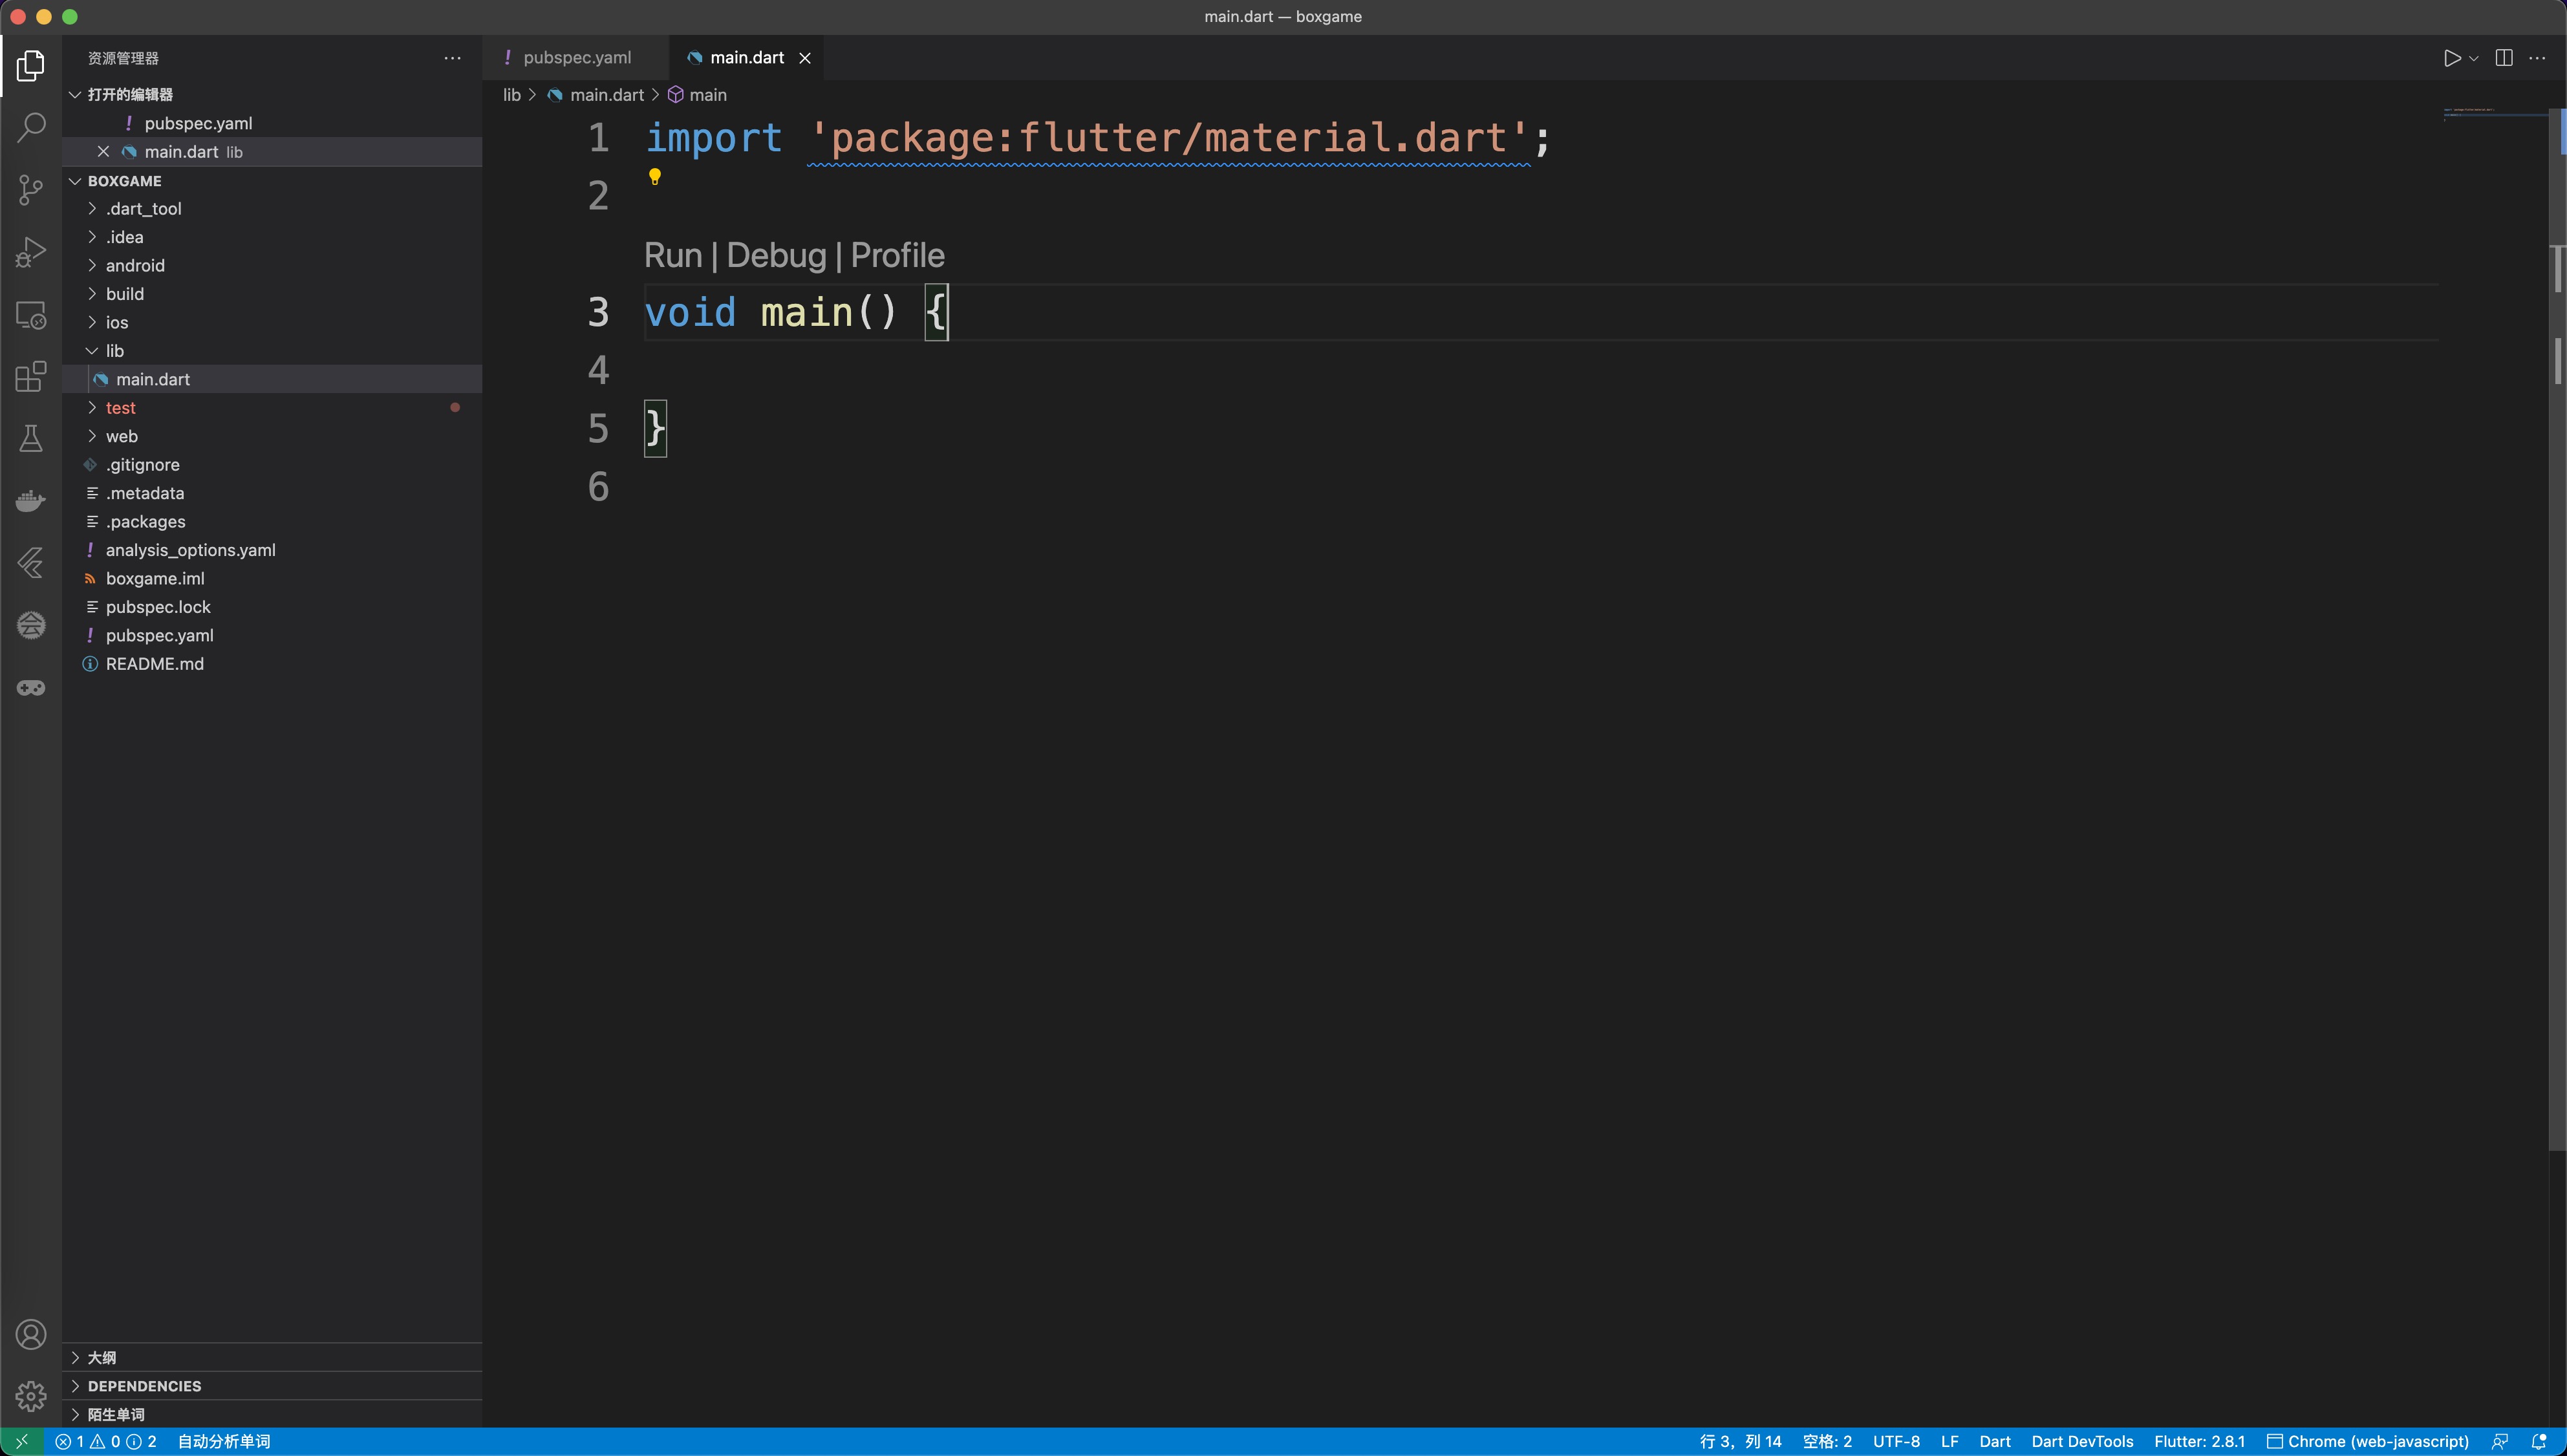 main.dart — boxgame
资源管理器
打开的编辑器
pubspec.yaml
main.dart lib
BOXGAME
.dart_tool
.idea
android
build
ios
lib
main.dart
test
web
.gitignore
.metadata
.packages
analysis_options.yaml
boxgame.iml
pubspec.lock
pubspec.yaml
README.md
大纲
DEPENDENCIES
陌生单词
pubspec.yaml main.dart
lib > main.dart > main
1 import 'package:flutter/material.dart';
2
Run | Debug | Profile
3 void main() {
4
5 }
6
1 0 2 自动分析单词 行 3，列 14 空格: 2 UTF-8 LF Dart Dart DevTools Flutter: 2.8.1 Chrome (web-javascript)